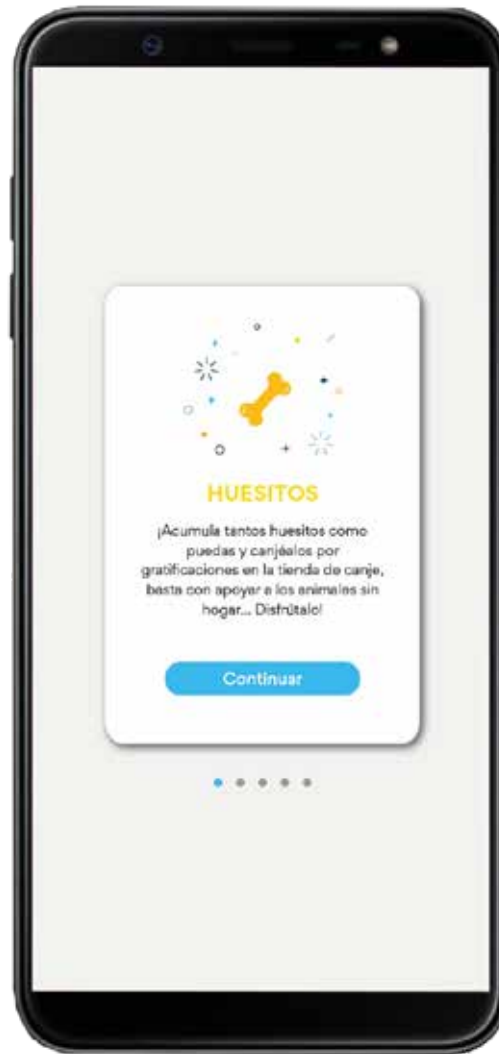 HUESITOS
¡Acumula tantos huesitos como
puedas y canjéalos por
gratificaciones en la tienda de canje,
basta con apoyar a los animales sin
hogar... Disfrútalo!
Continuar